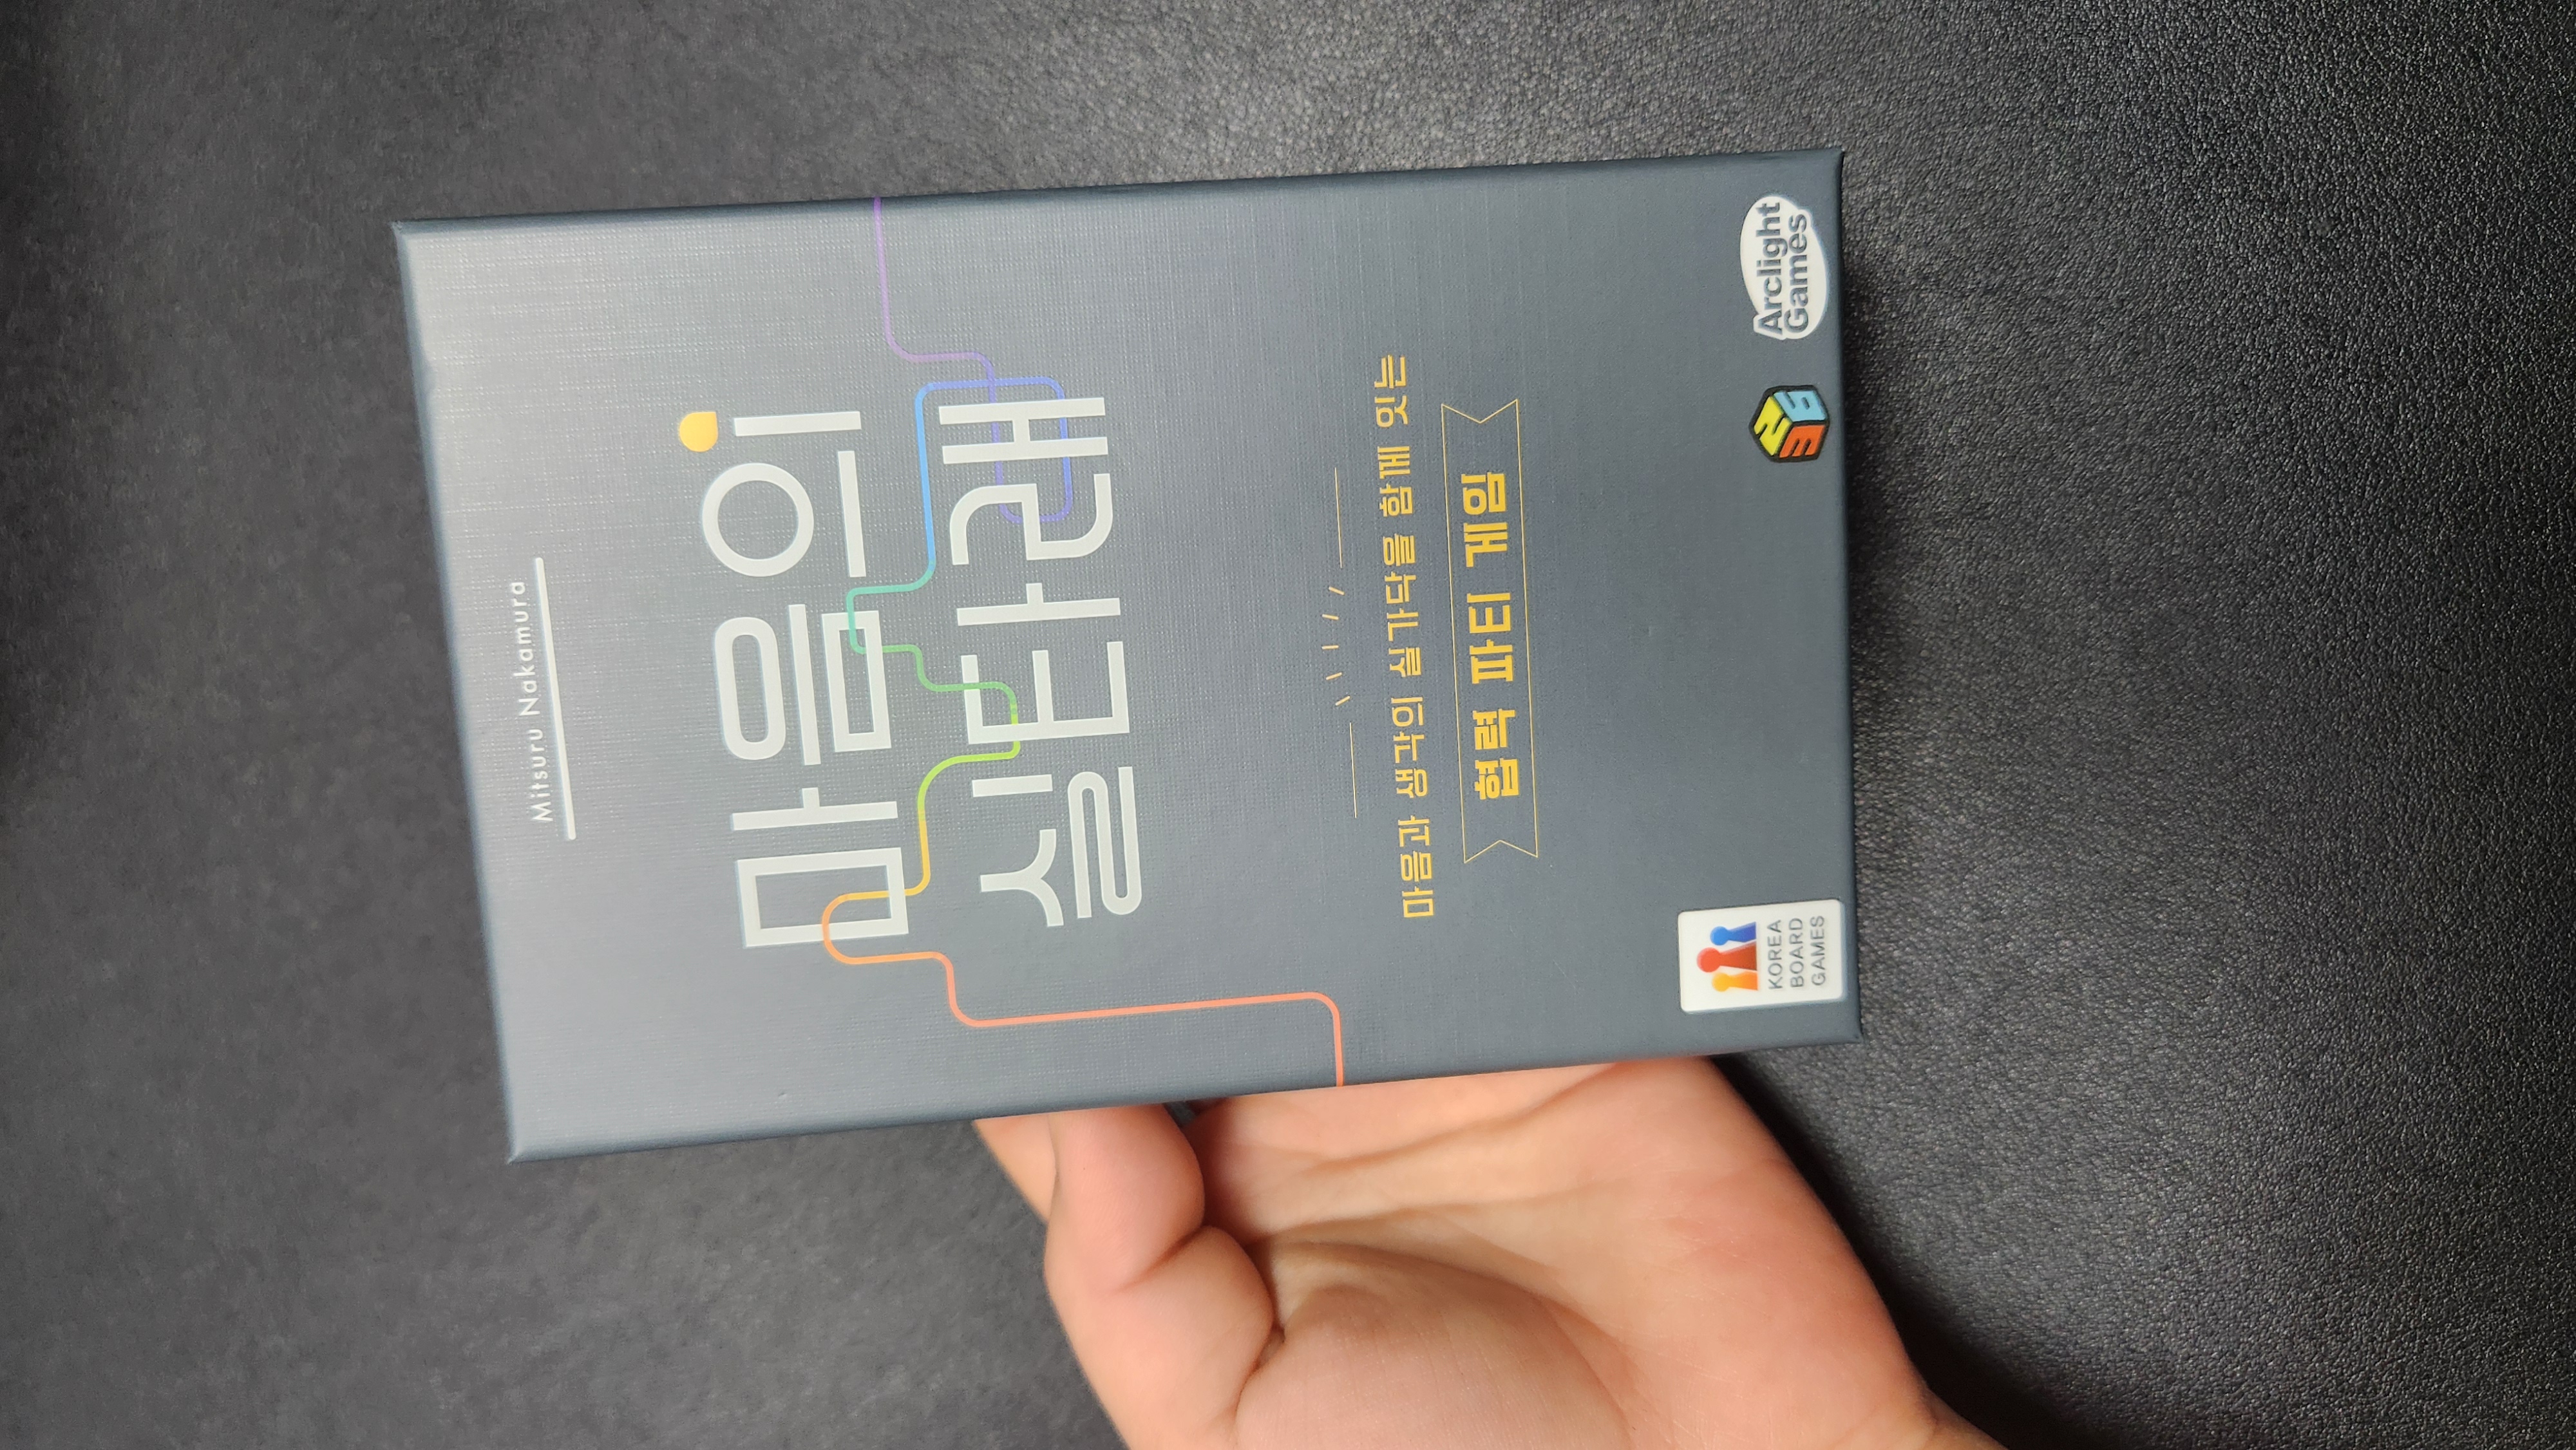 Mitsuru Nakamura
마음의
실타래
마음과 생각의 실가닥을 함께 잇는
협력 파티 게임
KOREA
BOARD
GAMES
Arclight
Games